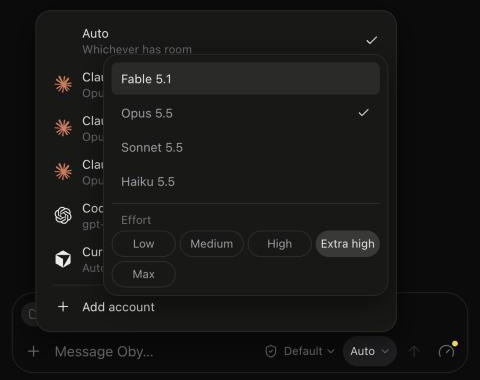 Auto
Whichever has room
Fable 5.1
Opus 5.5
Sonnet 5.5
Haiku 5.5
Effort
Low
Medium
High
Extra high
Max
Add account
Message Oby...
Default
Auto